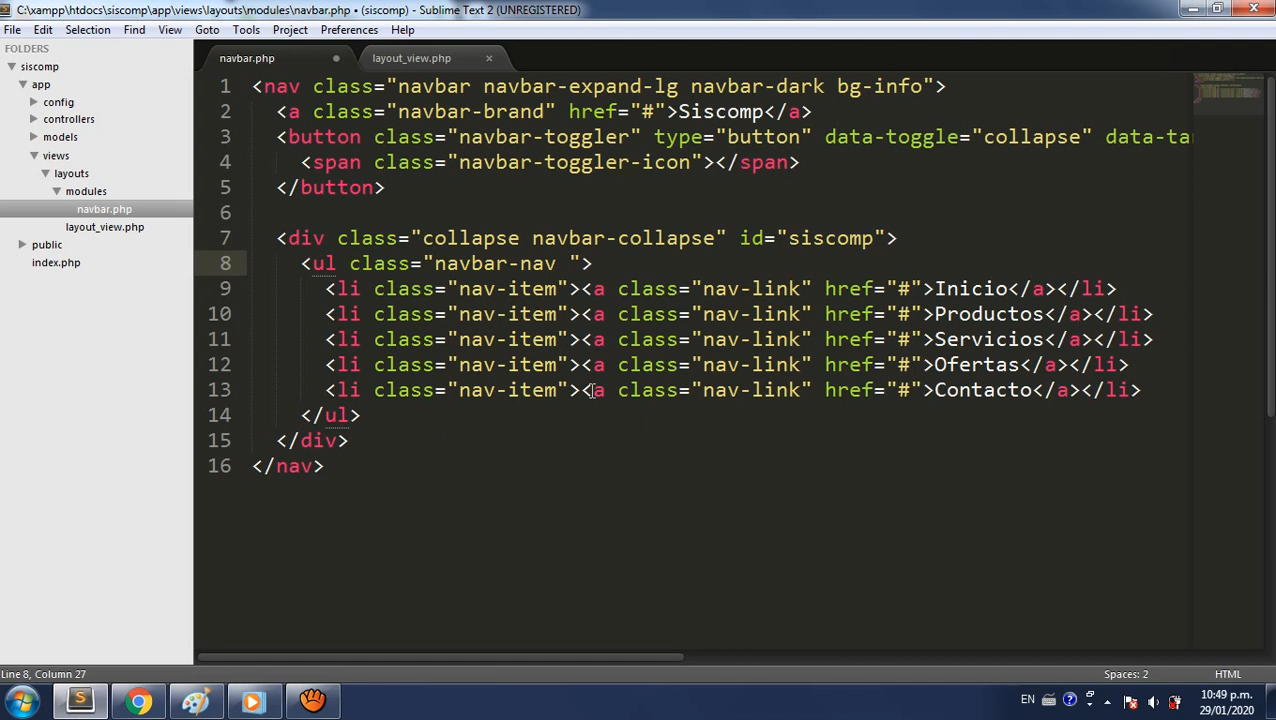 C:\xampp\htdocs\siscomp\app\views\layouts\modules\navbar.php • (siscomp) - Sublime Text 2 (UNREGISTERED)
File Edit Selection Find View Goto Tools Project Preferences Help
FOLDERS
siscomp
app
config
controllers
models
views
layouts
modules
navbar.php
layout_view.php
public
index.php
navbar.php layout_view.php
1 <nav class="navbar navbar-expand-lg navbar-dark bg-info">
2 <a class="navbar-brand" href="#">Siscomp</a>
3 <button class="navbar-toggler" type="button" data-toggle="collapse" data-tar
4 <span class="navbar-toggler-icon"></span>
5 </button>
6
7 <div class="collapse navbar-collapse" id="siscomp">
8 <ul class="navbar-nav ">
9 <li class="nav-item"><a class="nav-link" href="#">Inicio</a></li>
10 <li class="nav-item"><a class="nav-link" href="#">Productos</a></li>
11 <li class="nav-item"><a class="nav-link" href="#">Servicios</a></li>
12 <li class="nav-item"><a class="nav-link" href="#">Ofertas</a></li>
13 <li class="nav-item"><a class="nav-link" href="#">Contacto</a></li>
14 </ul>
15 </div>
16 </nav>
Line 8, Column 27 Spaces: 2 HTML
EN 10:49 p.m.
29/01/2020